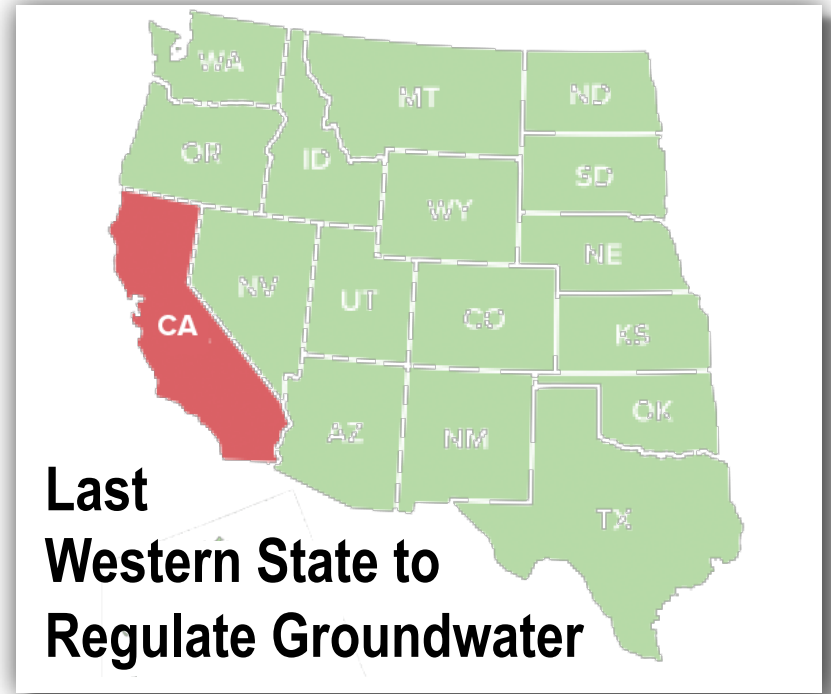 WA
MT
ND
OR
ID
SD
WY
NE
NV
UT
CO
CA
KS
OK
AZ
NM
TX
Last
Western State to
Regulate Groundwater